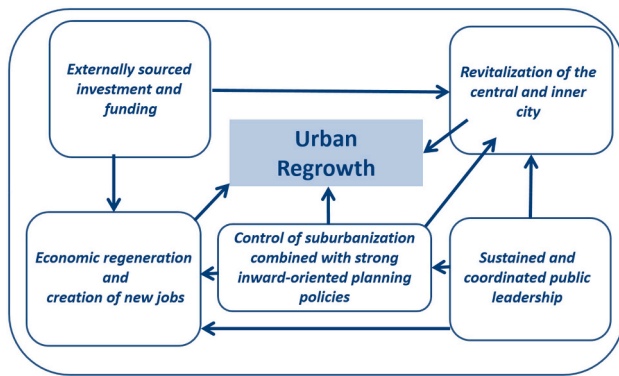 Externally sourced
investment and
funding
Revitalization of the
central and inner
city
Urban
Regrowth
Economic regeneration
and
creation of new jobs
Control of suburbanization
combined with strong
inward-oriented planning
policies
Sustained and
coordinated public
leadership